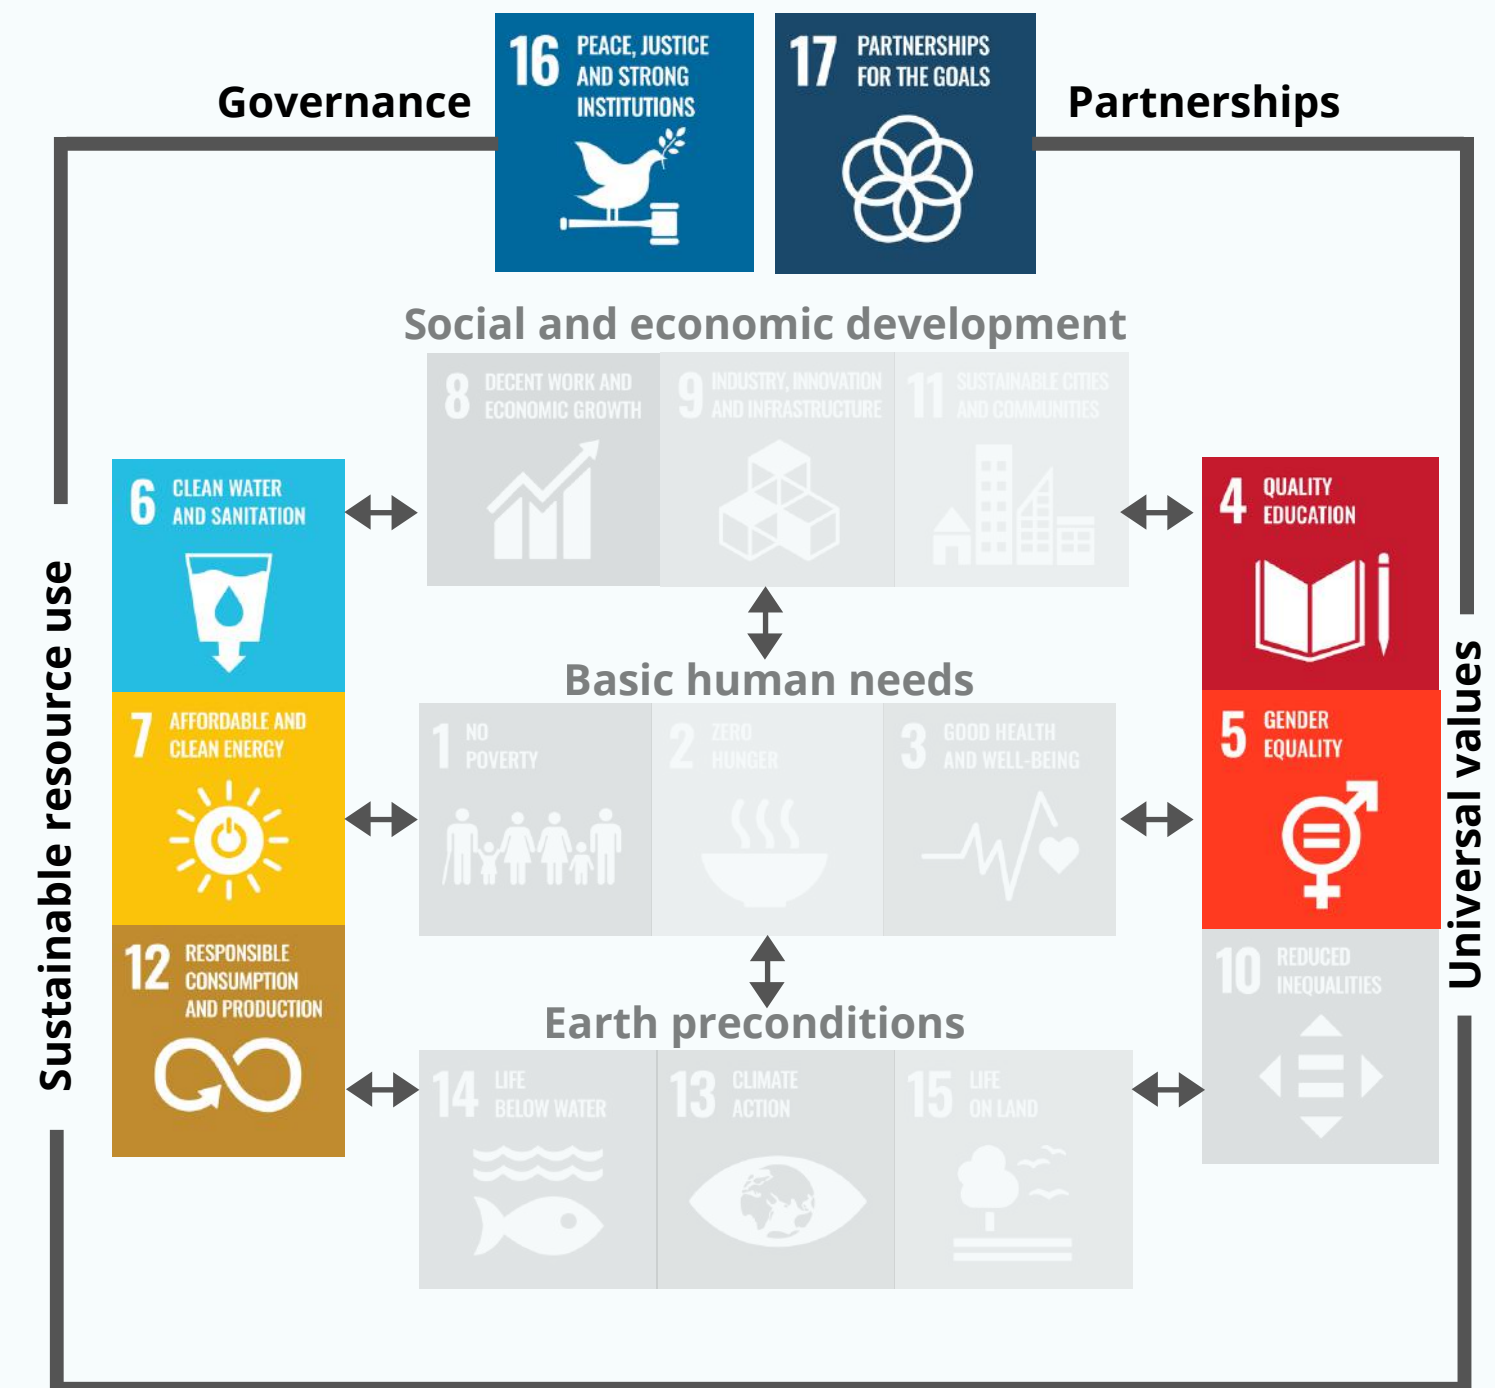 Governance
16 PEACE, JUSTICE
AND STRONG
INSTITUTIONS
17 PARTNERSHIPS
FOR THE GOALS
Partnerships
Social and economic development
8 DECENT WORK AND
ECONOMIC GROWTH
9 INDUSTRY, INNOVATION
AND INFRASTRUCTURE
11 SUSTAINABLE CITIES
AND COMMUNITIES
Sustainable resource use
6 CLEAN WATER
AND SANITATION
7 AFFORDABLE AND
CLEAN ENERGY
12 RESPONSIBLE
CONSUMPTION
AND PRODUCTION
Basic human needs
1 NO
POVERTY
2 ZERO
HUNGER
3 GOOD HEALTH
AND WELL-BEING
Earth preconditions
14 LIFE
BELOW WATER
13 CLIMATE
ACTION
15 LIFE
ON LAND
4 QUALITY
EDUCATION
5 GENDER
EQUALITY
10 REDUCED
INEQUALITIES
Universal values